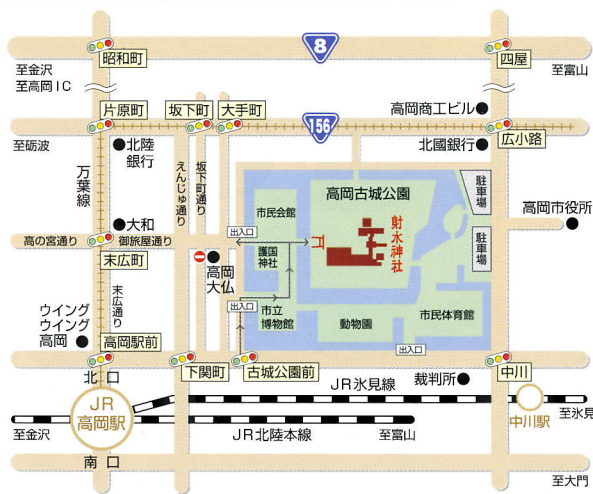 8
昭和町
四屋
至金沢
至高岡IC
至富山
片原町
坂下町
大手町
156
高岡商工ビル
広小路
至砺波
北陸
銀行
北國銀行
万葉線
えんじゅ通り
坂下町通り
高岡古城公園
駐車場
市民会館
射水神社
高岡市役所
大和
出入口
高の宮通り
御旅屋通り
護国
神社
駐車場
末広町
高岡
大仏
末広通り
出入口
市立
博物館
動物園
市民体育館
ウイング
ウイング
高岡
高岡駅前
下関町
古城公園前
出入口
中川
北口
裁判所
JR氷見線
JR
高岡駅
中川駅
至氷見
至金沢
JR北陸本線
至富山
南口
至大門